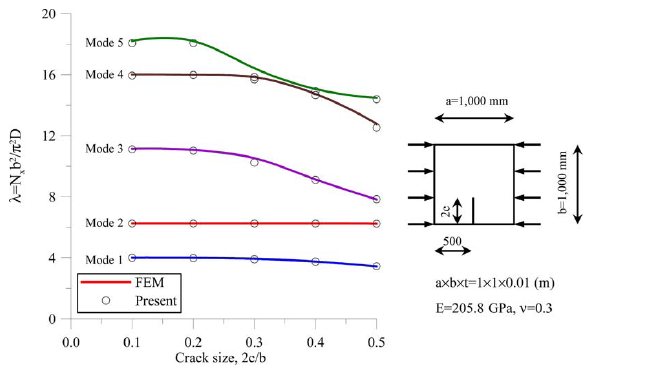 20
16
12
8
4
0
λ=Nxb²/π²D
Mode 5
Mode 4
Mode 3
Mode 2
Mode 1
FEM
Present
0.0 0.1 0.2 0.3 0.4 0.5
Crack size, 2c/b
a=1,000 mm
b=1,000 mm
2c
500
a×b×t=1×1×0.01 (m)
E=205.8 GPa, ν=0.3